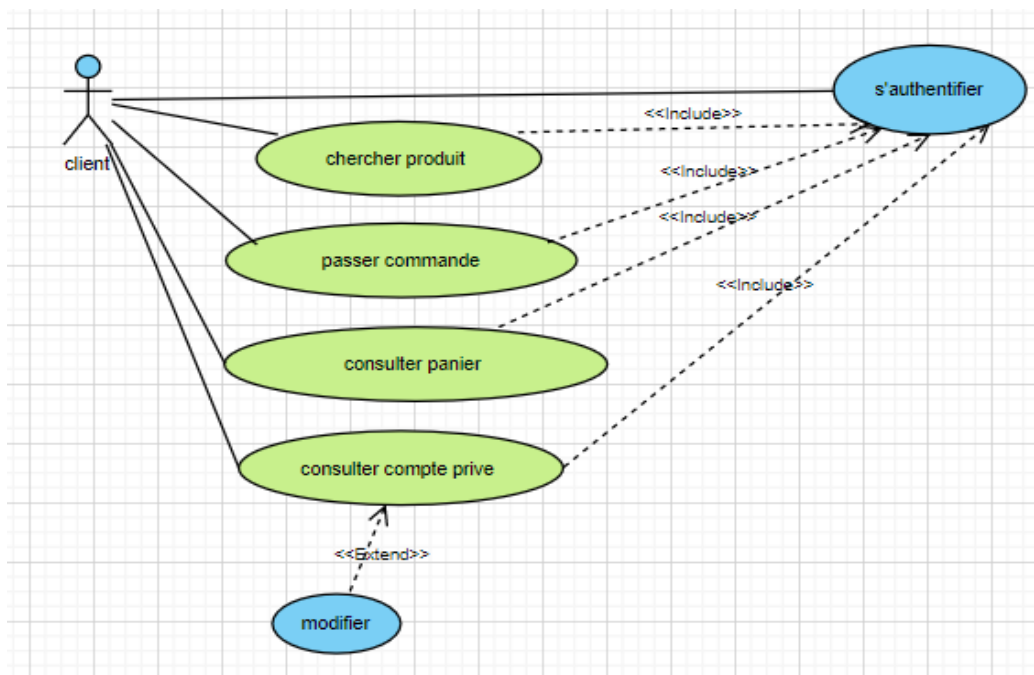 s'authentifier
<<Include>>
chercher produit
client
<<Include>>
<<Include>>
passer commande
<<Include>>
consulter panier
consulter compte prive
<<Extend>>
modifier